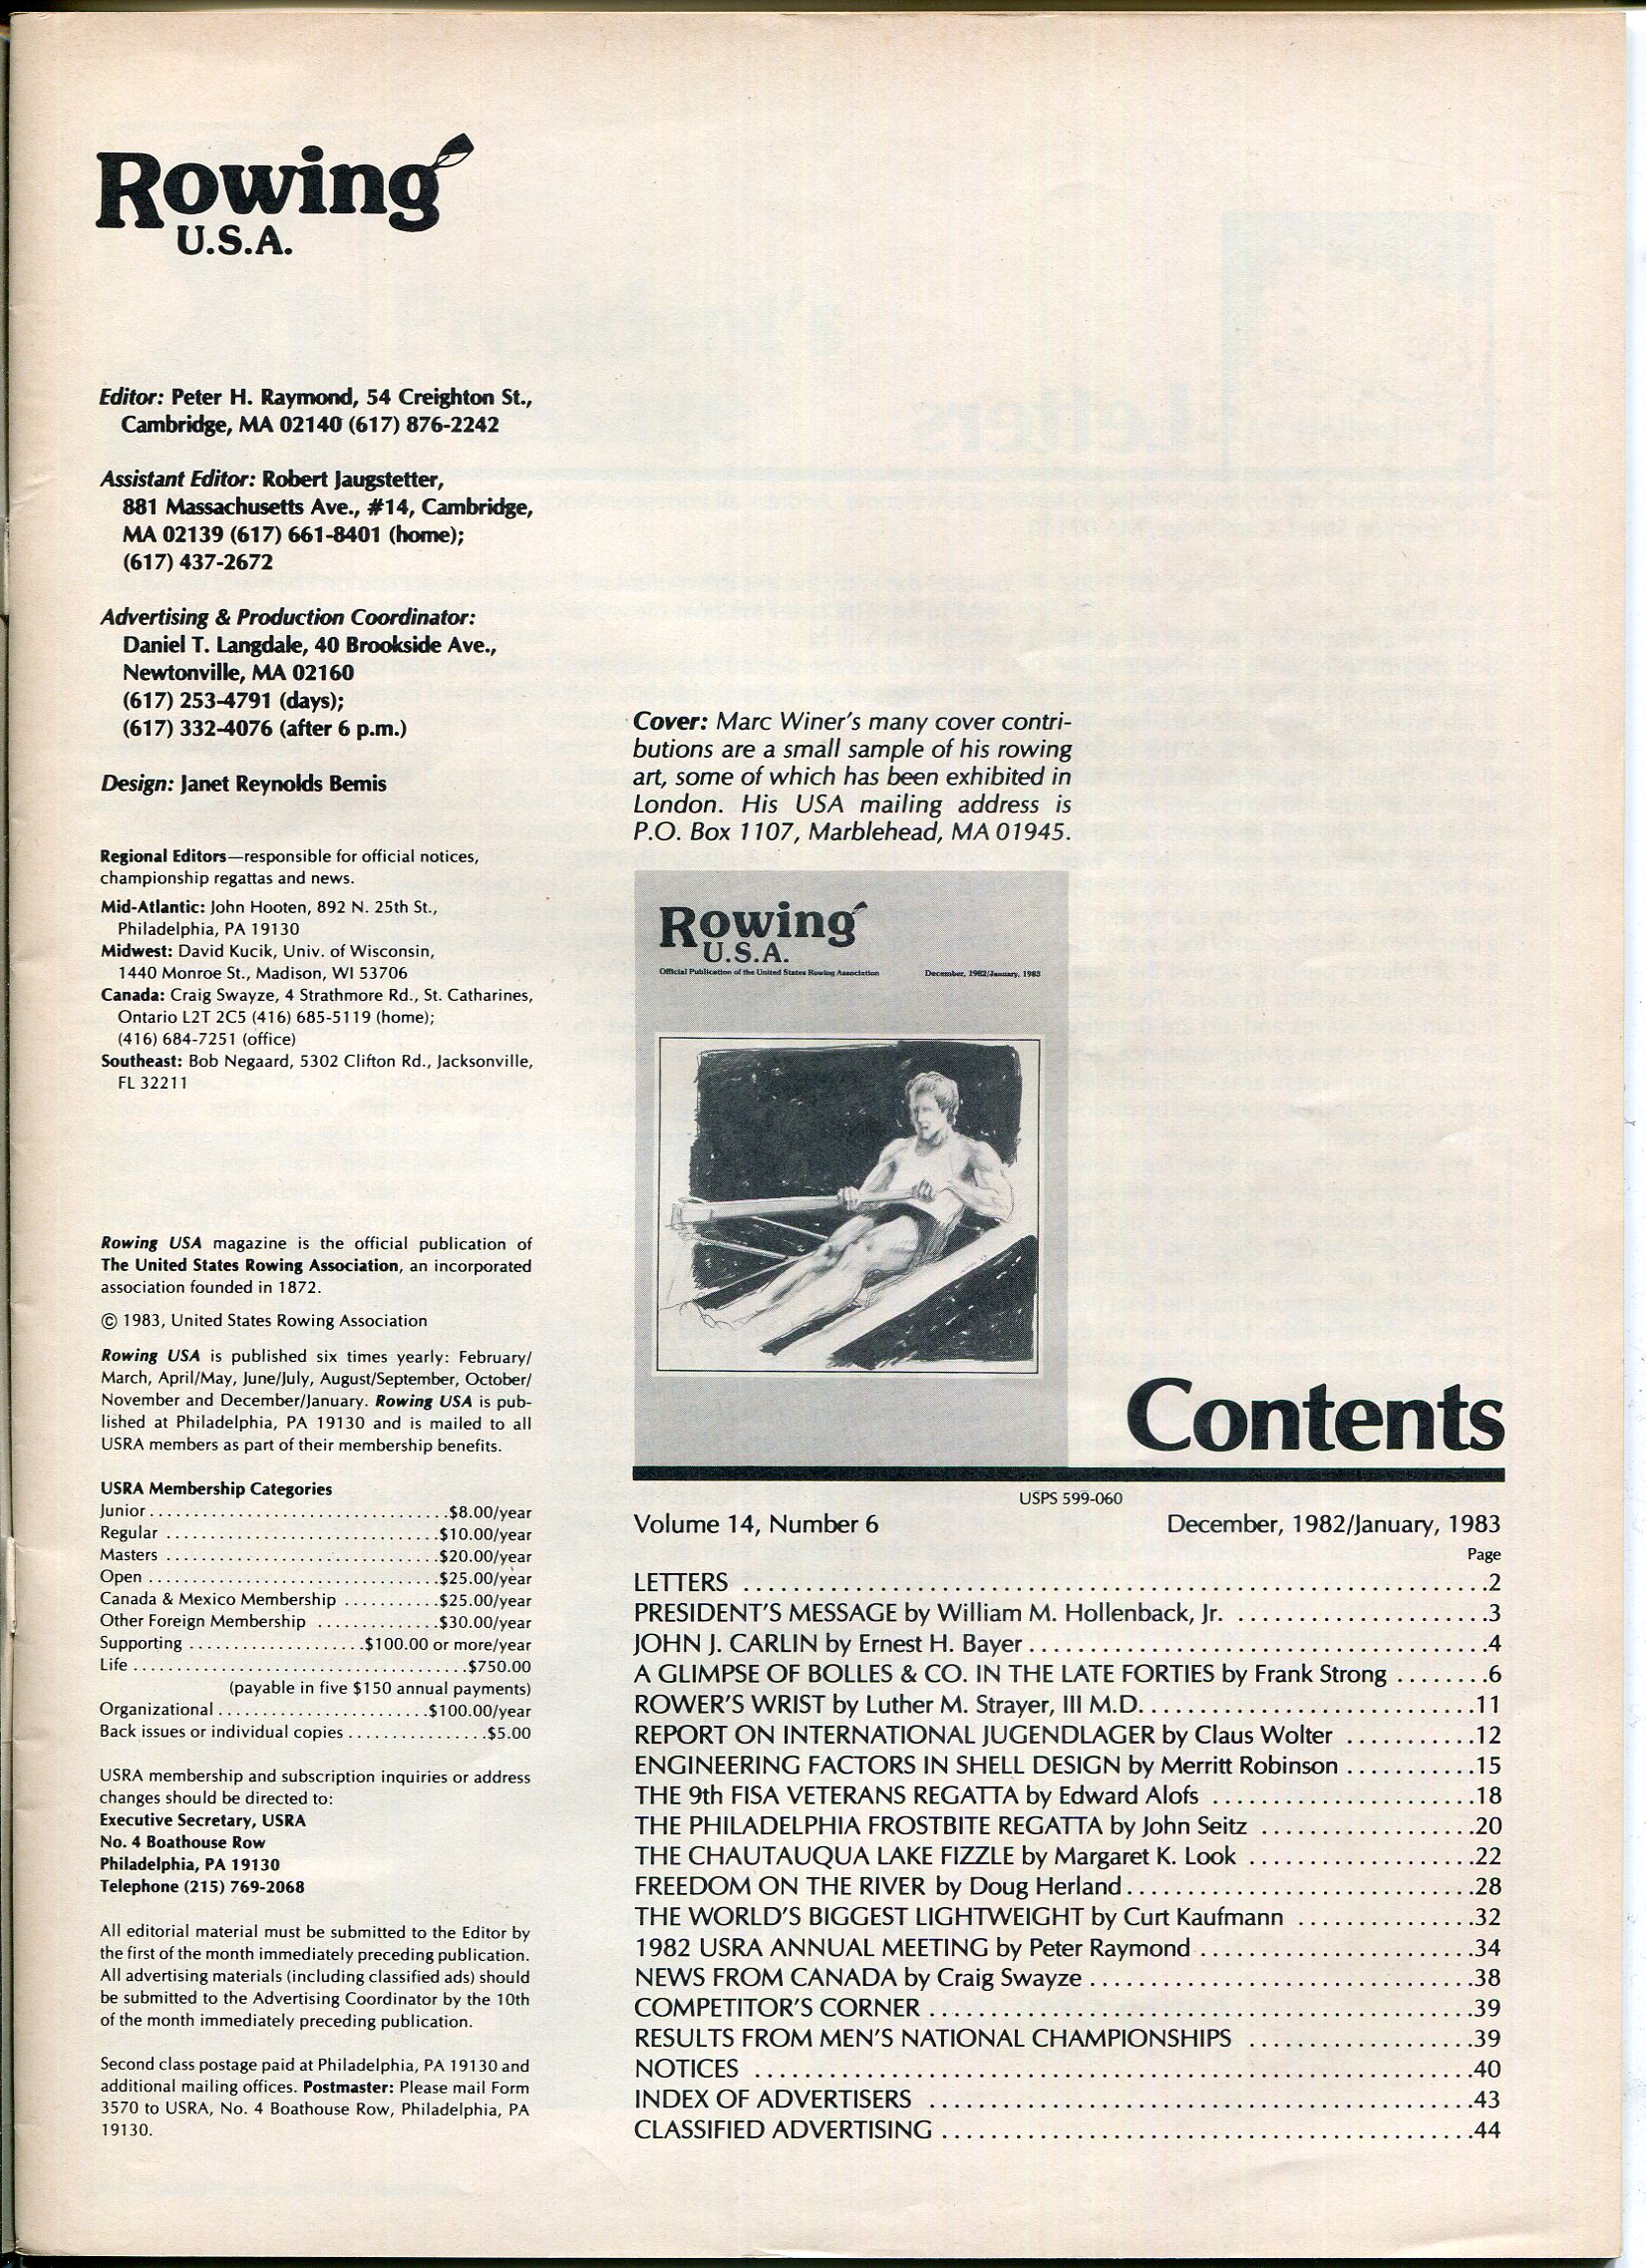 Rowing
U.S.A.
Editor: Peter H. Raymond, 54 Creighton St.,
Cambridge, MA 02140 (617) 876-2242
Assistant Editor: Robert Jaugstetter,
881 Massachusetts Ave., #14, Cambridge,
MA 02139 (617) 661-8401 (home);
(617) 437-2672
Advertising & Production Coordinator:
Daniel T. Langdale, 40 Brookside Ave.,
Newtonville, MA 02160
(617) 253-4791 (days);
(617) 332-4076 (after 6 p.m.)
Design: Janet Reynolds Bemis
Regional Editors—responsible for official notices,
championship regattas and news.
Mid-Atlantic: John Hooten, 892 N. 25th St.,
Philadelphia, PA 19130
Midwest: David Kucik, Univ. of Wisconsin,
1440 Monroe St., Madison, WI 53706
Canada: Craig Swayze, 4 Strathmore Rd., St. Catharines,
Ontario L2T 2C5 (416) 685-5119 (home);
(416) 684-7251 (office)
Southeast: Bob Negaard, 5302 Clifton Rd., Jacksonville,
FL 32211
Rowing USA magazine is the official publication of
The United States Rowing Association, an incorporated
association founded in 1872.
© 1983, United States Rowing Association
Rowing USA is published six times yearly: February/
March, April/May, June/July, August/September, October/
November and December/January. Rowing USA is pub-
lished at Philadelphia, PA 19130 and is mailed to all
USRA members as part of their membership benefits.
USRA Membership Categories
Junior..................................$8.00/year
Regular ...............................$10.00/year
Masters ...............................$20.00/year
Open .................................$25.00/year
Canada & Mexico Membership ...........$25.00/year
Other Foreign Membership ..............$30.00/year
Supporting ....................$100.00 or more/year
Life ......................................$750.00
(payable in five $150 annual payments)
Organizational ........................$100.00/year
Back issues or individual copies ................$5.00
USRA membership and subscription inquiries or address
changes should be directed to:
Executive Secretary, USRA
No. 4 Boathouse Row
Philadelphia, PA 19130
Telephone (215) 769-2068
All editorial material must be submitted to the Editor by
the first of the month immediately preceding publication.
All advertising materials (including classified ads) should
be submitted to the Advertising Coordinator by the 10th
of the month immediately preceding publication.
Second class postage paid at Philadelphia, PA 19130 and
additional mailing offices. Postmaster: Please mail Form
3570 to USRA, No. 4 Boathouse Row, Philadelphia, PA
19130.
Cover: Marc Winer's many cover contri-
butions are a small sample of his rowing
art, some of which has been exhibited in
London. His USA mailing address is
P.O. Box 1107, Marblehead, MA 01945.
Rowing
U.S.A.
Official Publication of the United States Rowing Association December, 1982/January, 1983
Contents
USPS 599-060
Volume 14, Number 6 December, 1982/January, 1983
Page
LETTERS ....................2
PRESIDENT'S MESSAGE by William M. Hollenback, Jr. ....................3
JOHN J. CARLIN by Ernest H. Bayer ....................4
A GLIMPSE OF BOLLES & CO. IN THE LATE FORTIES by Frank Strong ........6
ROWER'S WRIST by Luther M. Strayer, III M.D. ....................11
REPORT ON INTERNATIONAL JUGENDLAGER by Claus Wolter ...........12
ENGINEERING FACTORS IN SHELL DESIGN by Merritt Robinson ...........15
THE 9th FISA VETERANS REGATTA by Edward Alofs ....................18
THE PHILADELPHIA FROSTBITE REGATTA by John Seitz ....................20
THE CHAUTAUQUA LAKE FIZZLE by Margaret K. Look ....................22
FREEDOM ON THE RIVER by Doug Herland ....................28
THE WORLD'S BIGGEST LIGHTWEIGHT by Curt Kaufmann ....................32
1982 USRA ANNUAL MEETING by Peter Raymond ....................34
NEWS FROM CANADA by Craig Swayze ....................38
COMPETITOR'S CORNER ....................39
RESULTS FROM MEN'S NATIONAL CHAMPIONSHIPS ....................39
NOTICES ....................40
INDEX OF ADVERTISERS ....................43
CLASSIFIED ADVERTISING ....................44